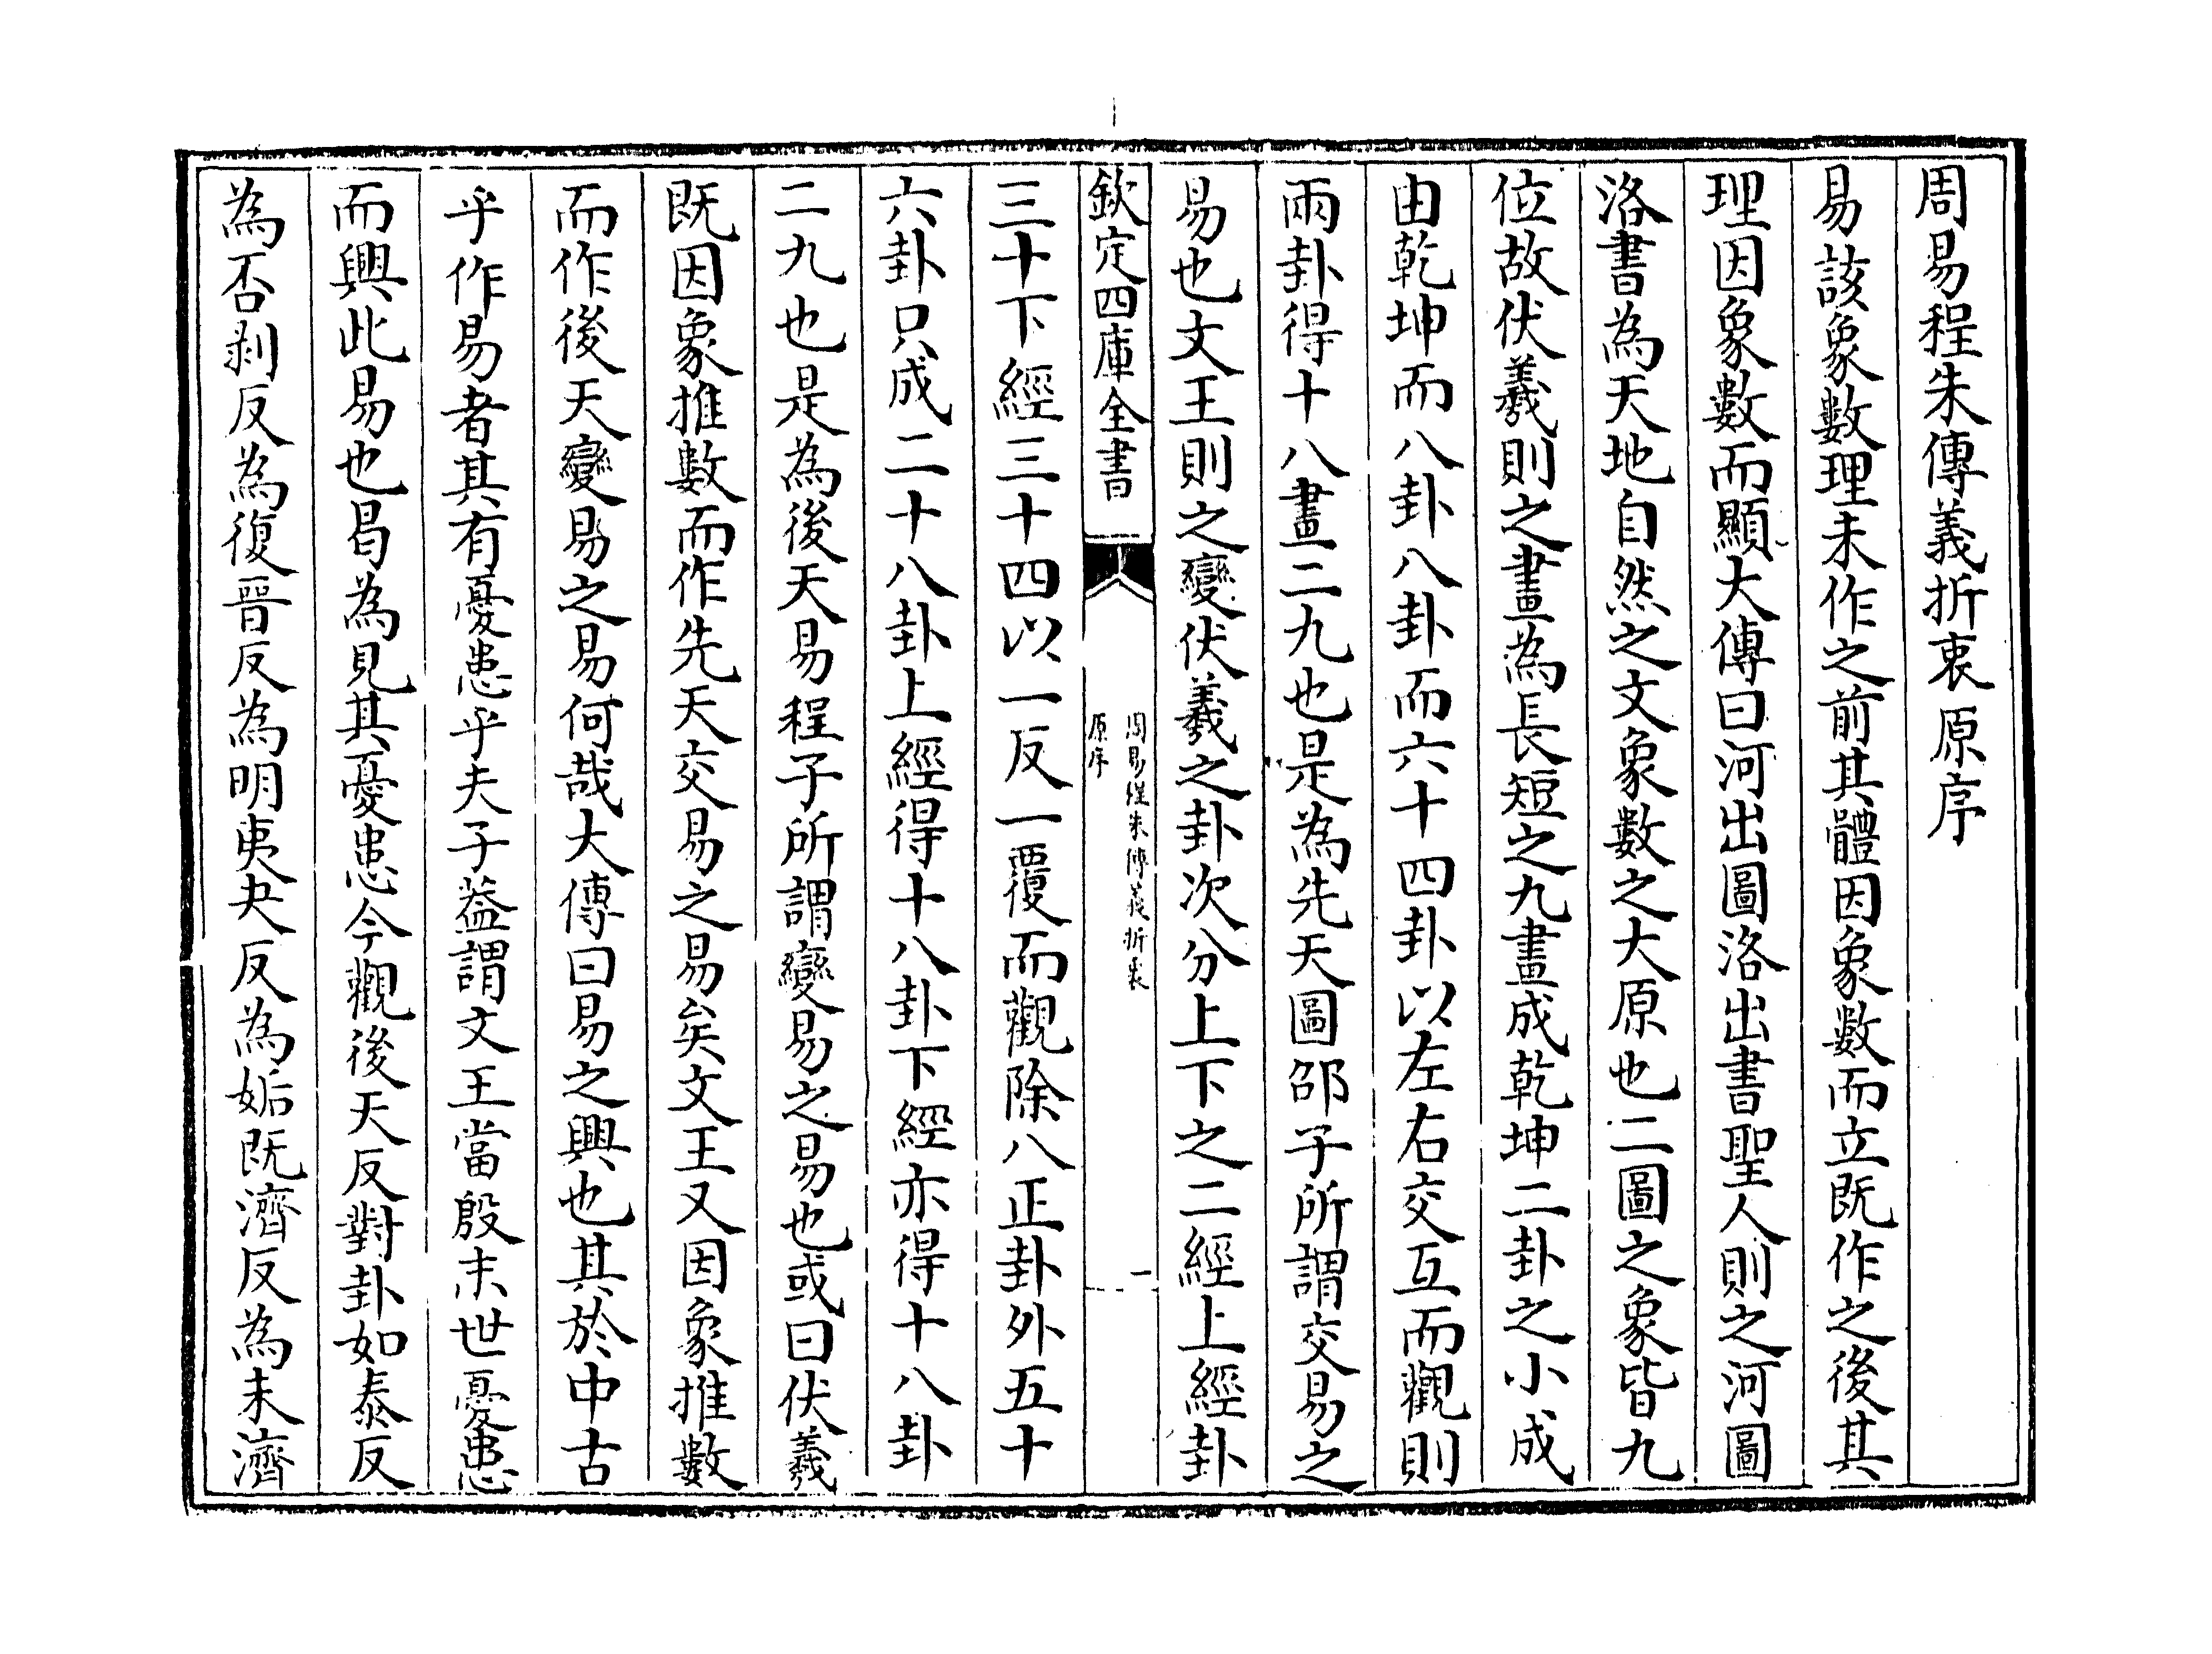 周易程朱傳義折衷原序
易該象數理未作之前其體因象數而立既作之後其
理因象數而顯大傳曰河出圖洛出書聖人則之河圖
洛書為天地自然之文象數之大原也二圖之象皆九
位故伏羲則之畫為長短之九畫成乾坤二卦之小成
由乾坤而八卦八卦而六十四卦以左右交互而觀則
兩卦得十八畫二九也是為先天圖邵子所謂交易之
易也文王則之變伏羲之卦次分上下之二經上經卦
欽定四庫全書
周易程朱傳義折衷
原序
一
三十下經三十四以一反一覆而觀除八正卦外五十
六卦只成二十八卦上經得十八卦下經亦得十八卦
二九也是為後天易程子所謂變易之易也或曰伏羲
既因象推數而作先天交易之易矣文王又因象推數
而作後天變易之易何哉大傳曰易之興也其於中古
乎作易者其有憂患乎夫子葢謂文王當殷末世憂患
而興此易也曷為見其憂患今觀後天反對卦如泰反
為否剥反為復晉反為明夷夬反為姤既濟反為未濟